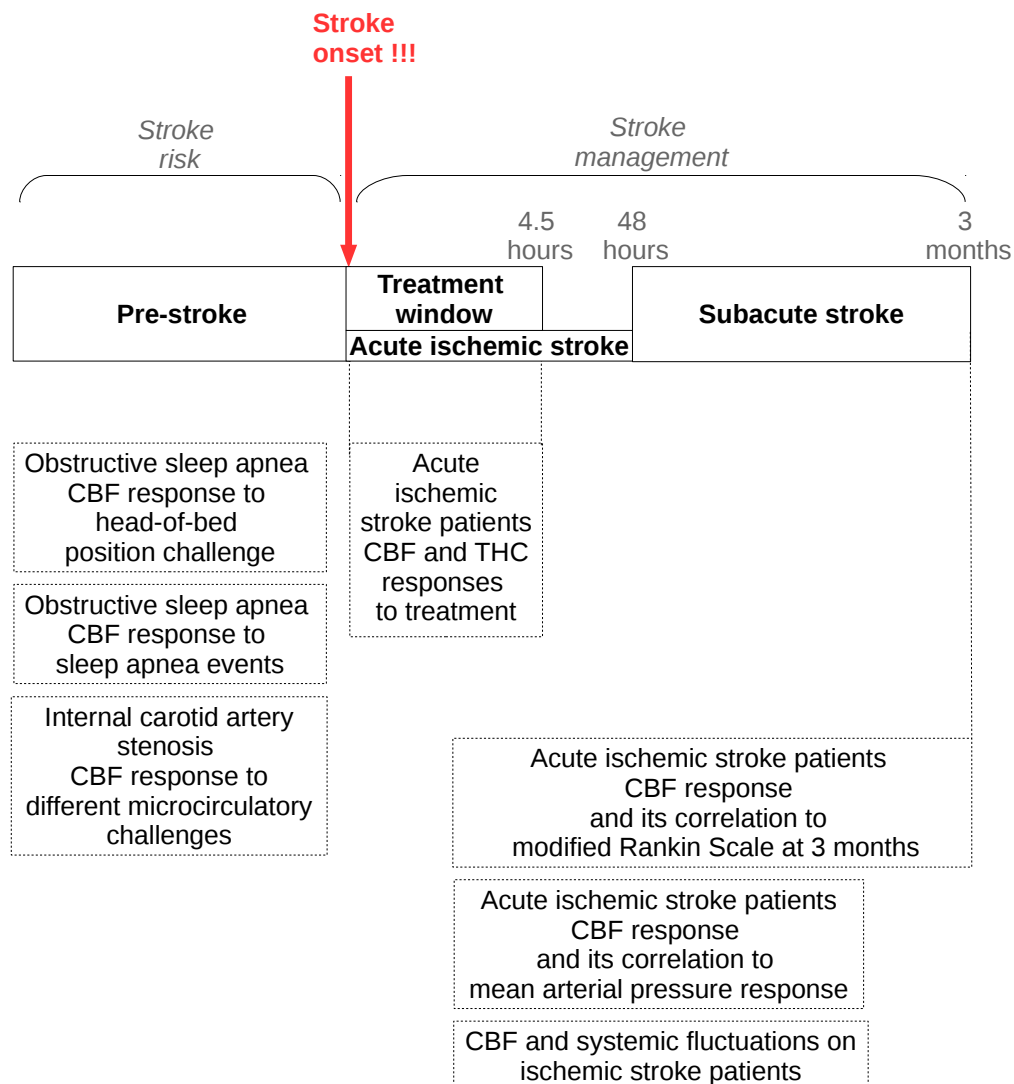 Stroke
onset !!!
Stroke
risk
Stroke
management
4.5
hours
48
hours
3
months
Pre-stroke
Treatment
window
Acute ischemic stroke
Subacute stroke
Obstructive sleep apnea
CBF response to
head-of-bed
position challenge
Obstructive sleep apnea
CBF response to
sleep apnea events
Internal carotid artery
stenosis
CBF response to
different microcirculatory
challenges
Acute
ischemic
stroke patients
CBF and THC
responses
to treatment
Acute ischemic stroke patients
CBF response
and its correlation to
modified Rankin Scale at 3 months
Acute ischemic stroke patients
CBF response
and its correlation to
mean arterial pressure response
CBF and systemic fluctuations on
ischemic stroke patients